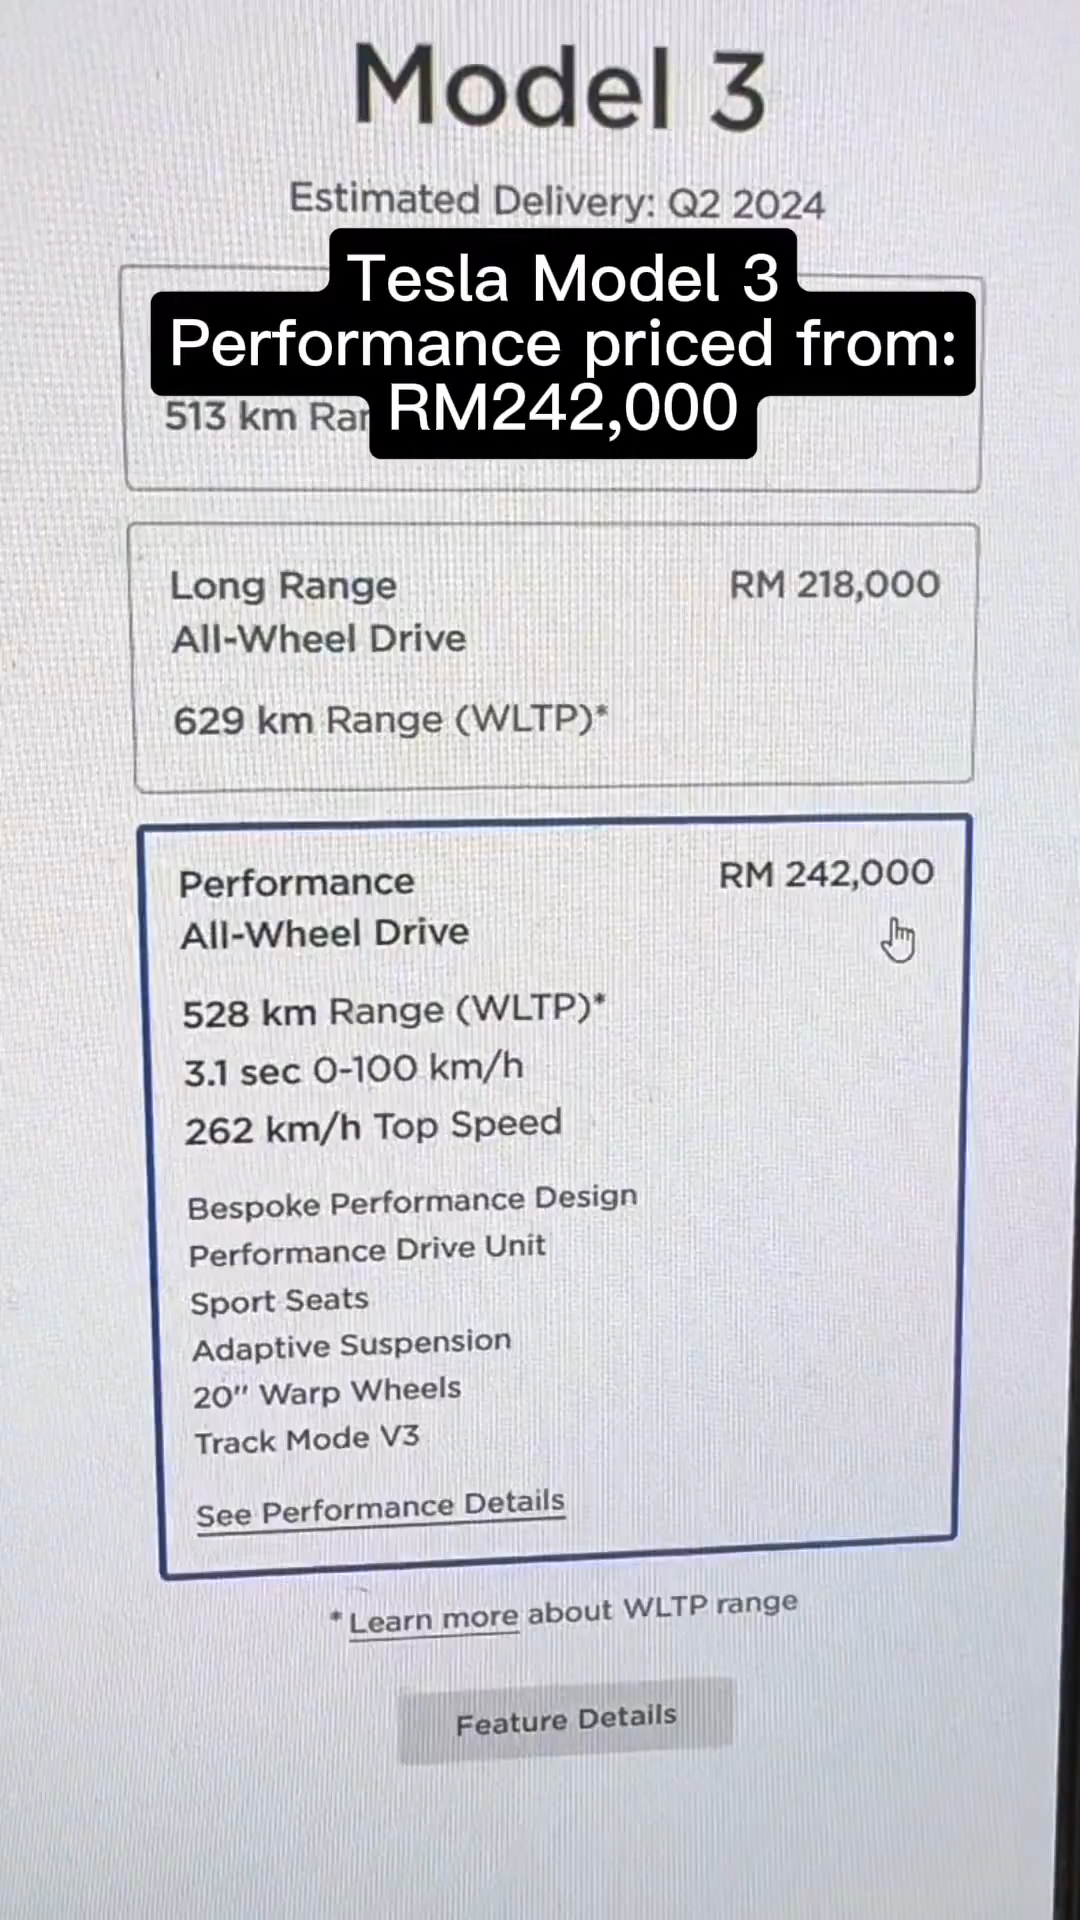 Model 3
Estimated Delivery: Q2 2024
Tesla Model 3
Performance priced from:
RM242,000
513 km
Long Range
RM 218,000
All-Wheel Drive
629 km Range (WLTP)*
Performance
RM 242,000
All-Wheel Drive
528 km Range (WLTP)*
3.1 sec 0-100 km/h
262 km/h Top Speed
Bespoke Performance Design
Performance Drive Unit
Sport Seats
Adaptive Suspension
20" Warp Wheels
Track Mode V3
See Performance Details
* Learn more about WLTP range
Feature Details